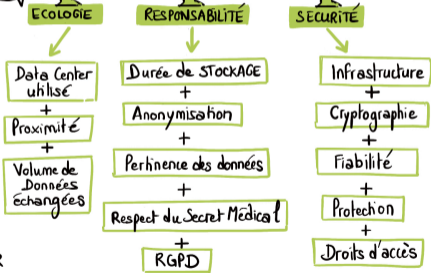 ECOLOGIE
Data Center
utilisé
+
Proximité
+
Volume de
Données
échangées
RESPONSABILITÉ
Durée de STOCKAGE
+
Anonymisation
+
Pertinence des données
+
Respect du Secret Médical
+
RGPD
SECURITÉ
Infrastructure
+
Cryptographie
+
Fiabilité
+
Protection
+
Droits d'accès